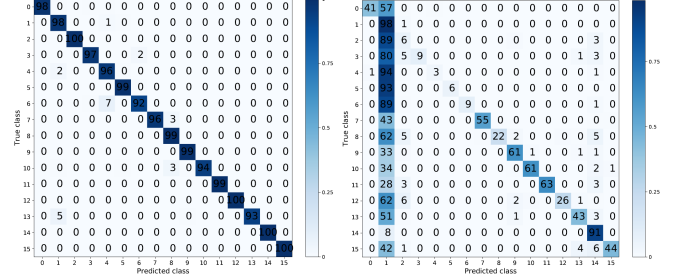 True class
0 98 0 0 0 0 0 0 0 0 0 0 0 0 0 0 0
1 0 98 0 0 1 0 0 0 0 0 0 0 0 0 0 0
2 0 0 100 0 0 0 0 0 0 0 0 0 0 0 0 0
3 0 0 0 97 0 0 2 0 0 0 0 0 0 0 0 0
4 0 2 0 0 96 0 0 0 0 0 0 0 0 0 0 0
5 0 0 0 0 0 99 0 0 0 0 0 0 0 0 0 0
6 0 0 0 0 7 0 92 0 0 0 0 0 0 0 0 0
7 0 0 0 0 0 0 0 96 3 0 0 0 0 0 0 0
8 0 0 0 0 0 0 0 0 99 0 0 0 0 0 0 0
9 0 0 0 0 0 0 0 0 0 99 0 0 0 0 0 0
10 0 0 0 0 0 0 0 0 3 0 94 0 0 0 0 0
11 0 0 0 0 0 0 0 0 0 0 0 99 0 0 0 0
12 0 0 0 0 0 0 0 0 0 0 0 0 100 0 0 0
13 0 5 0 0 0 0 0 0 0 0 0 0 0 93 0 0
14 0 0 0 0 0 0 0 0 0 0 0 0 0 0 100 0
15 0 0 0 0 0 0 0 0 0 0 0 0 0 0 0 100
0 1 2 3 4 5 6 7 8 9 10 11 12 13 14 15
Predicted class
0.75
0.5
0.25
0
True class
0 41 57 0 0 0 0 0 0 0 0 0 0 0 0 0 0
1 0 98 1 0 0 0 0 0 0 0 0 0 0 0 0 0
2 0 89 6 0 0 0 0 0 0 0 0 0 0 0 3 0
3 0 80 5 9 0 0 0 0 0 0 0 0 0 1 3 0
4 1 94 0 0 3 0 0 0 0 0 0 0 0 0 1 0
5 0 93 0 0 0 6 0 0 0 0 0 0 0 0 0 0
6 0 89 0 0 0 0 9 0 0 0 0 0 0 0 1 0
7 0 43 0 0 0 0 0 55 0 0 0 0 0 0 0 0
8 0 62 5 0 0 0 0 0 22 2 0 0 0 0 5 0
9 0 33 0 0 0 0 0 0 0 61 1 0 0 1 1 0
10 0 34 0 0 0 0 0 0 0 0 61 0 0 0 2 1
11 0 28 3 0 0 0 0 0 0 0 0 63 0 0 0 0
12 0 62 6 0 0 0 0 0 0 2 0 0 26 1 0 0
13 0 51 0 0 0 0 0 0 0 1 0 0 0 43 3 0
14 0 8 0 0 0 0 0 0 0 0 0 0 0 0 91 0
15 0 42 1 0 0 0 0 0 0 0 0 0 0 4 6 44
0 1 2 3 4 5 6 7 8 9 10 11 12 13 14 15
Predicted class
0.75
0.5
0.25
0